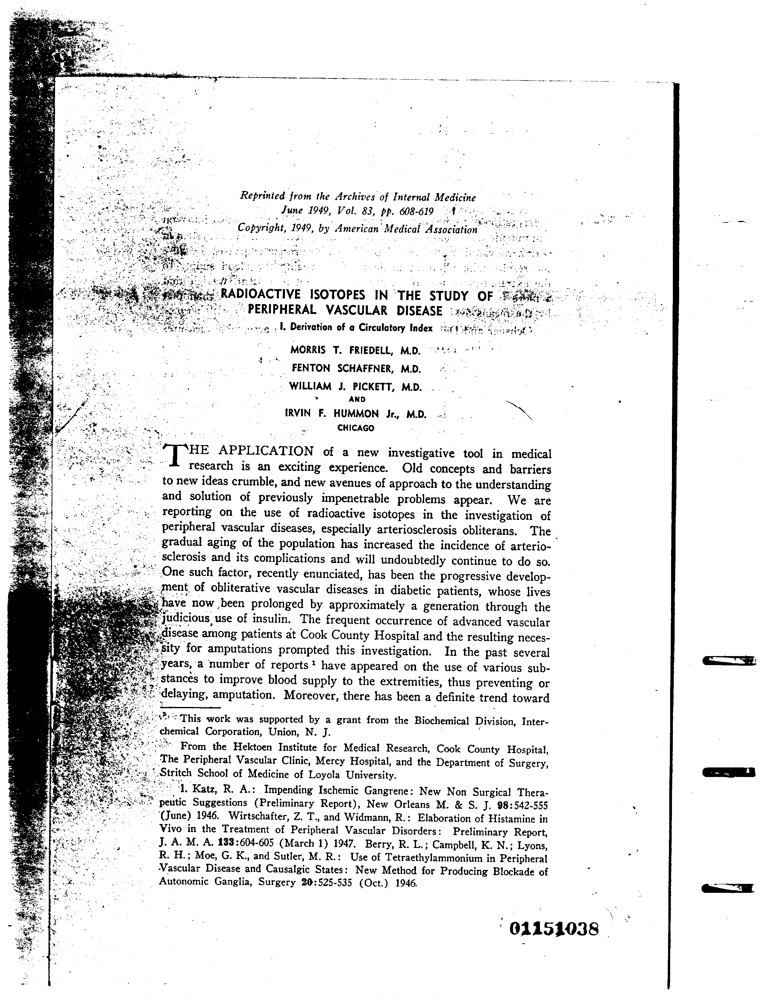 Reprinted from the Archives of Internal Medicine
June 1949, Vol. 83, pp. 608-619
Copyright, 1949, by American Medical Association
RADIOACTIVE ISOTOPES IN THE STUDY OF
PERIPHERAL VASCULAR DISEASE
I. Derivation of a Circulatory Index
MORRIS T. FRIEDELL, M.D.
FENTON SCHAFFNER, M.D.
WILLIAM J. PICKETT, M.D.
AND
IRVIN F. HUMMON Jr., M.D.
CHICAGO
THE APPLICATION of a new investigative tool in medical
research is an exciting experience. Old concepts and barriers
to new ideas crumble, and new avenues of approach to the understanding
and solution of previously impenetrable problems appear. We are
reporting on the use of radioactive isotopes in the investigation of
peripheral vascular diseases, especially arteriosclerosis obliterans. The
gradual aging of the population has increased the incidence of arterio-
sclerosis and its complications and will undoubtedly continue to do so.
One such factor, recently enunciated, has been the progressive develop-
ment of obliterative vascular diseases in diabetic patients, whose lives
have now been prolonged by approximately a generation through the
judicious use of insulin. The frequent occurrence of advanced vascular
disease among patients at Cook County Hospital and the resulting neces-
sity for amputations prompted this investigation. In the past several
years, a number of reports 1 have appeared on the use of various sub-
stances to improve blood supply to the extremities, thus preventing or
delaying, amputation. Moreover, there has been a definite trend toward
This work was supported by a grant from the Biochemical Division, Inter-
chemical Corporation, Union, N. J.
From the Hektoen Institute for Medical Research, Cook County Hospital,
The Peripheral Vascular Clinic, Mercy Hospital, and the Department of Surgery,
Stritch School of Medicine of Loyola University.
1. Katz, R. A.: Impending Ischemic Gangrene: New Non Surgical Thera-
peutic Suggestions (Preliminary Report), New Orleans M. & S. J. 98:542-555
(June) 1946. Wirtschafter, Z. T., and Widmann, R.: Elaboration of Histamine in
Vivo in the Treatment of Peripheral Vascular Disorders: Preliminary Report,
J. A. M. A. 133:604-605 (March 1) 1947. Berry, R. L.; Campbell, K. N.; Lyons,
R. H.; Moe, G. K., and Sutler, M. R.: Use of Tetraethylammonium in Peripheral
Vascular Disease and Causalgic States: New Method for Producing Blockade of
Autonomic Ganglia, Surgery 20:525-535 (Oct.) 1946.
01151038